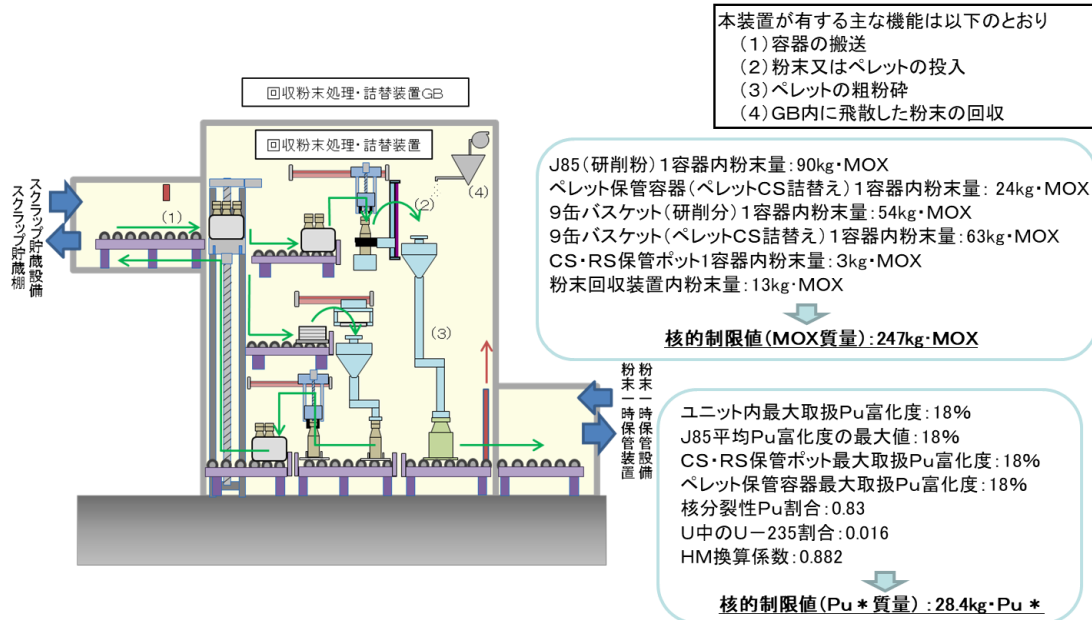 本装置が有する主な機能は以下のとおり
(1)容器の搬送
(2)粉末又はペレットの投入
(3)ペレットの粗粉砕
(4)GB内に飛散した粉末の回収
回収粉末処理・詰替装置GB
回収粉末処理・詰替装置
(1)
(2)
(3)
(4)
スクラップ貯蔵設備
スクラップ貯蔵棚
粉末一時保管設備
粉末一時保管装置
J85(研削粉)1容器内粉末量:90kg・MOX
ペレット保管容器(ペレットCS詰替え)1容器内粉末量: 24kg・MOX
9缶バスケット(研削分)1容器内粉末量:54kg・MOX
9缶バスケット(ペレットCS詰替え)1容器内粉末量:63kg・MOX
CS・RS保管ポット1容器内粉末量:3kg・MOX
粉末回収装置内粉末量:13kg・MOX
核的制限値(MOX質量):247kg・MOX
ユニット内最大取扱Pu富化度:18%
J85平均Pu富化度の最大値:18%
CS・RS保管ポット最大取扱Pu富化度:18%
ペレット保管容器最大取扱Pu富化度:18%
核分裂性Pu割合:0.83
U中のU-235割合:0.016
HM換算係数:0.882
核的制限値(Pu*質量):28.4kg・Pu*